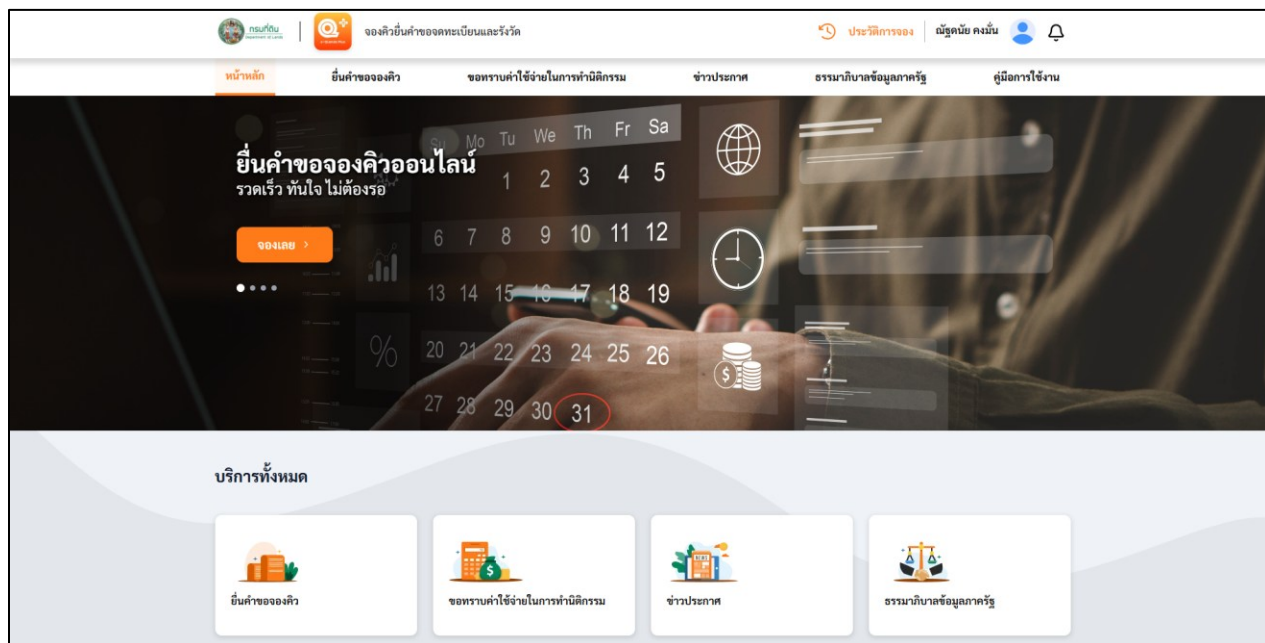 กรมที่ดิน
Department of Lands
จองคิวยื่นคำขอจดทะเบียนและรังวัด
ประวัติการจอง
ณัฐดนัย คงมั่น
หน้าหลัก
ยื่นคำขอจองคิว
ขอทราบค่าใช้จ่ายในการทำนิติกรรม
ข่าวประกาศ
ธรรมาภิบาลข้อมูลภาครัฐ
คู่มือการใช้งาน
Su Mo Tu We Th Fr Sa
ยื่นคำขอจองคิวออนไลน์
รวดเร็ว ทันใจ ไม่ต้องรอ
1 2 3 4 5
จองเลย >
6 7 8 9 10 11 12
13 14 15 16 17 18 19
% 20 21 22 23 24 25 26
27 28 29 30 31
บริการทั้งหมด
ยื่นคำขอจองคิว
ขอทราบค่าใช้จ่ายในการทำนิติกรรม
ข่าวประกาศ
ธรรมาภิบาลข้อมูลภาครัฐ